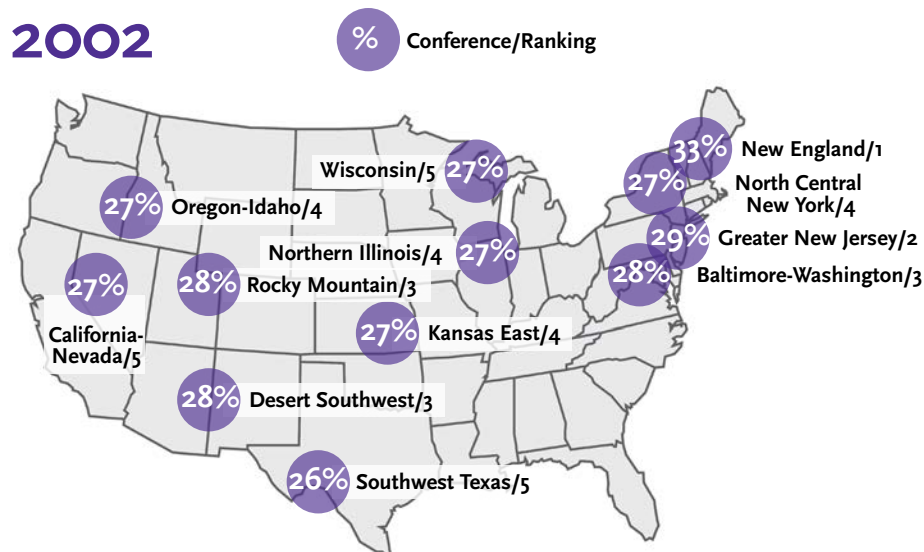 2002
% Conference/Ranking
33% New England/1
Wisconsin/5 27%
27% North Central
New York/4
27% Oregon-Idaho/4
29% Greater New Jersey/2
Northern Illinois/4 27%
28% Baltimore-Washington/3
27%
California-
Nevada/5
28% Rocky Mountain/3
27% Kansas East/4
28% Desert Southwest/3
26% Southwest Texas/5